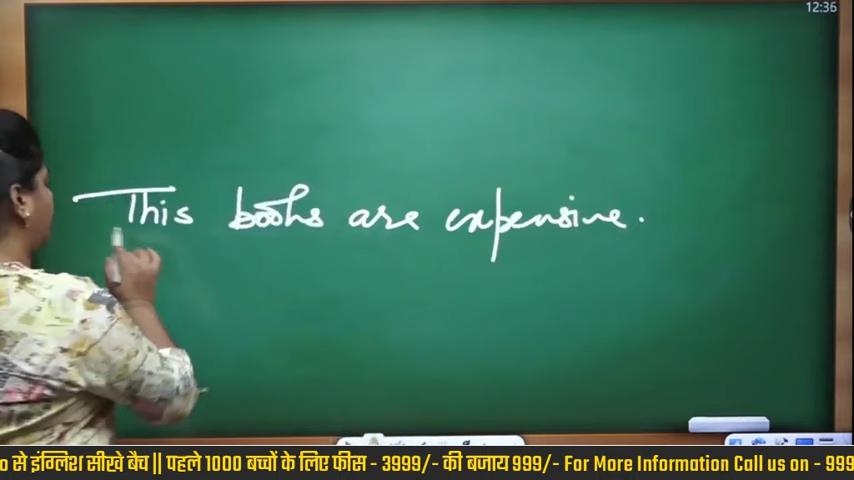 12:36
This books are expensive.
o से इंग्लिश सीखे बैच || पहले 1000 बच्चों के लिए फीस - 3999/- की बजाय 999/- For More Information Call us on - 999